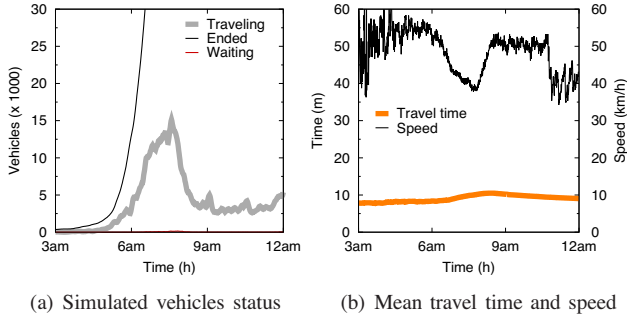 30
25
20
15
10
5
0
3am 6am 9am 12am
Vehicles (x 1000)
Time (h)
Traveling
Ended
Waiting
60
50
40
30
20
10
0
3am 6am 9am 12am
Time (m)
Time (h)
Travel time
Speed
60
50
40
30
20
10
0
Speed (km/h)
(a) Simulated vehicles status
(b) Mean travel time and speed